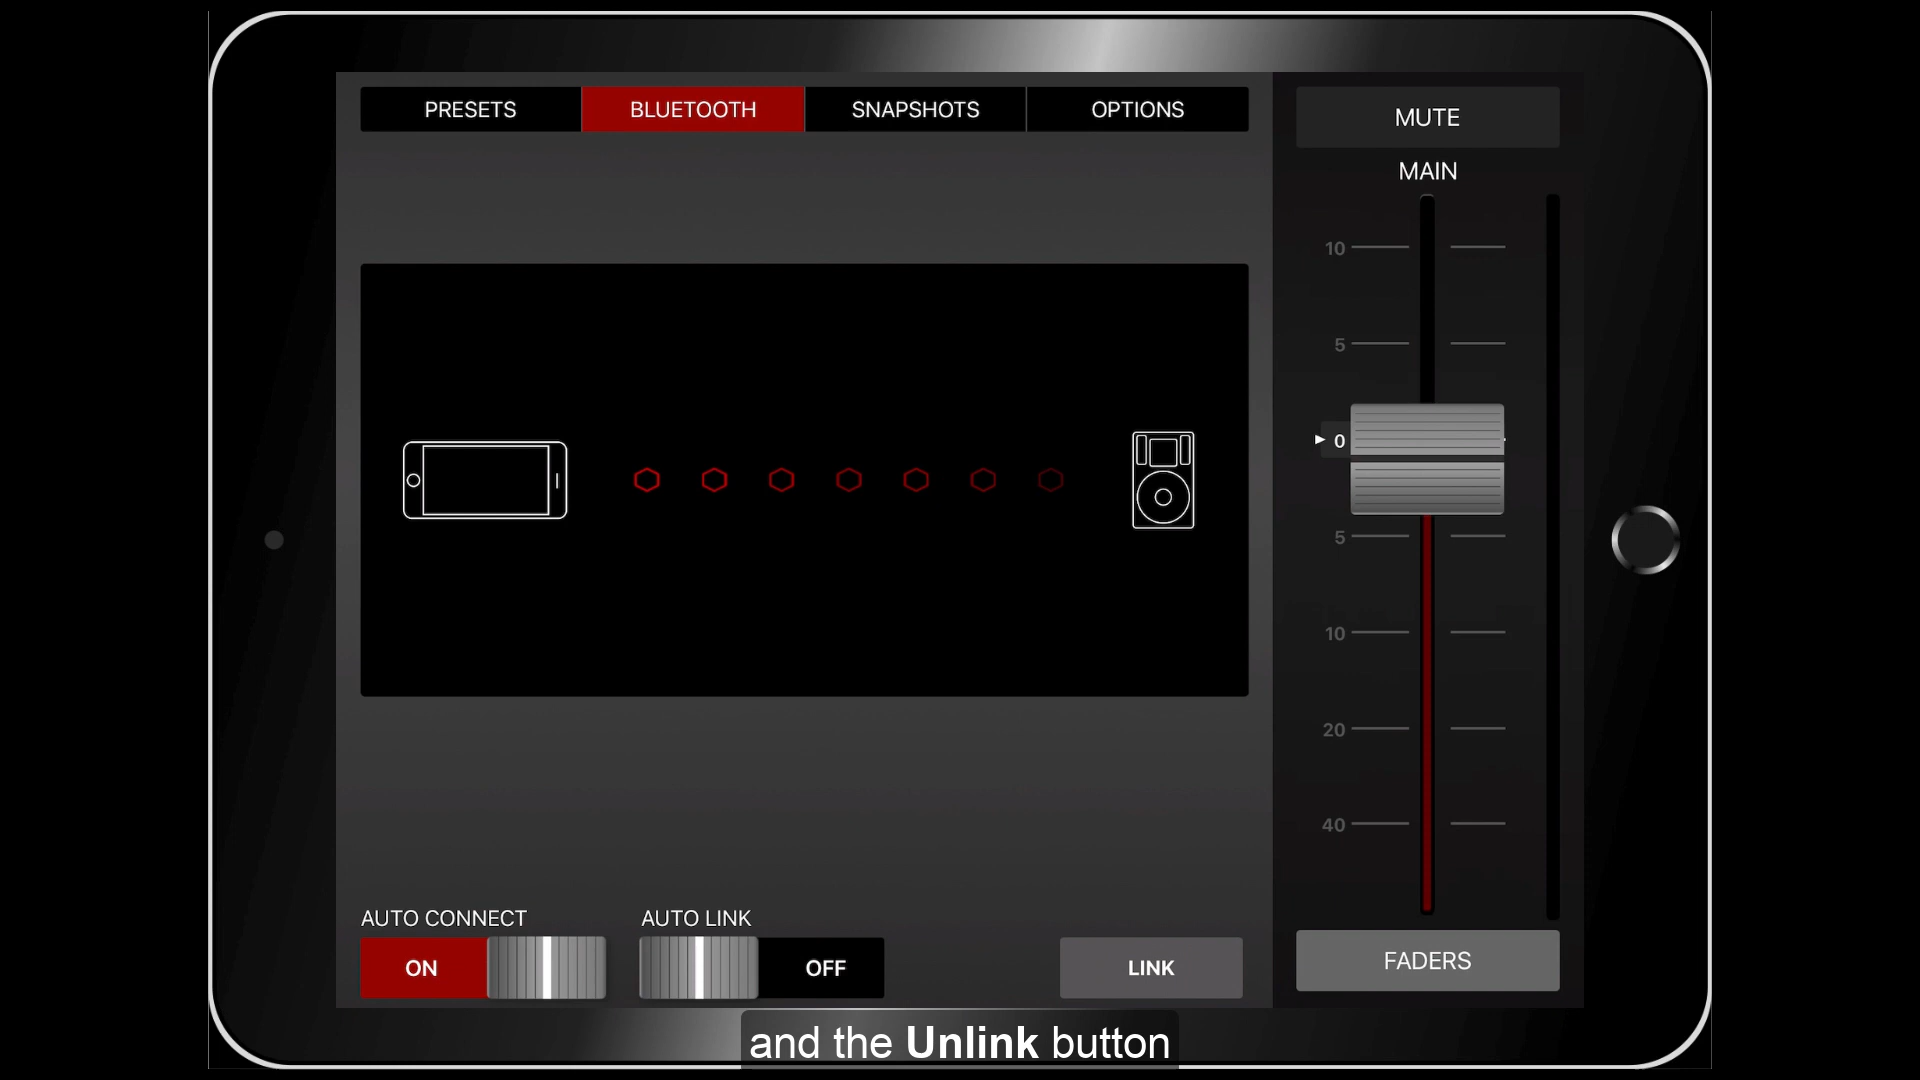 PRESETS BLUETOOTH SNAPSHOTS OPTIONS
MUTE
MAIN
10
5
0
5
10
20
40
AUTO CONNECT AUTO LINK
ON OFF LINK
FADERS
and the Unlink button